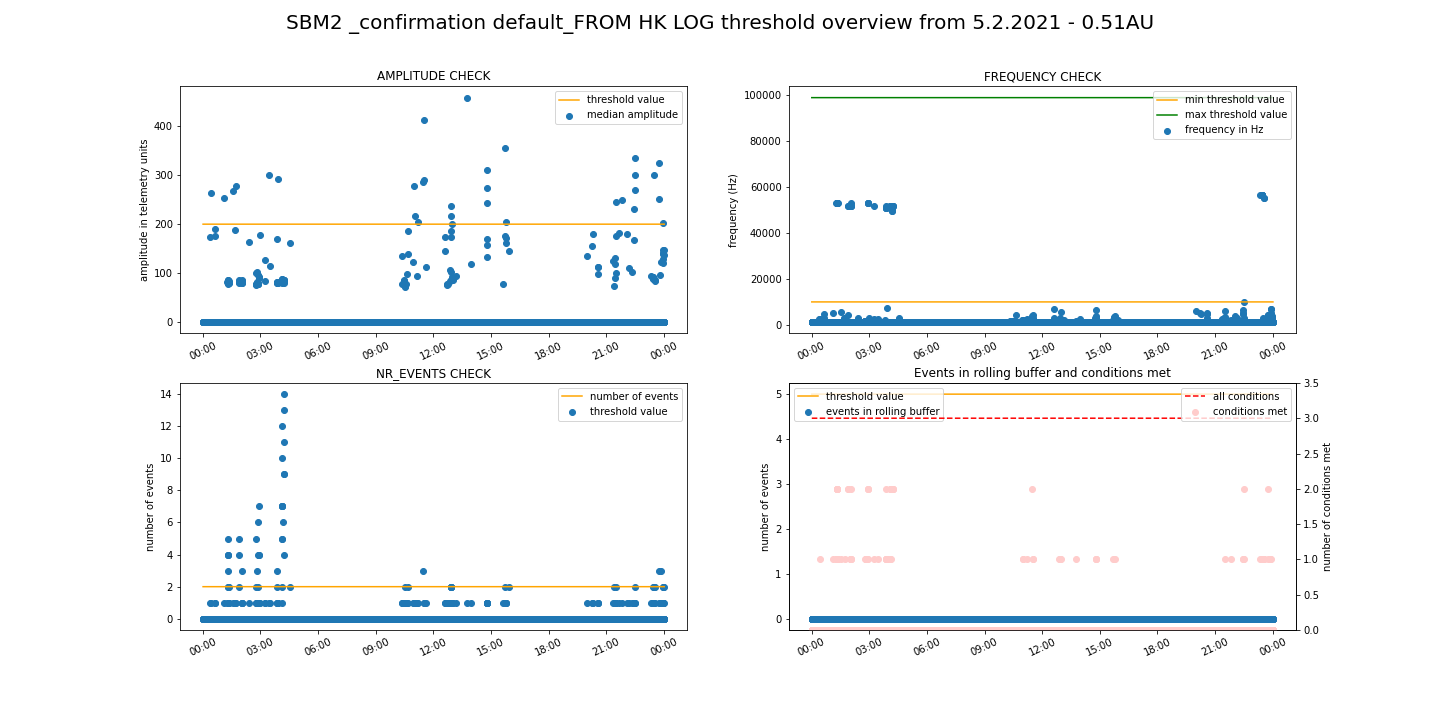 SBM2 _confirmation default_FROM HK LOG threshold overview from 5.2.2021 - 0.51AU
AMPLITUDE CHECK
threshold value
median amplitude
amplitude in telemetry units
400
300
200
100
0
00:00 03:00 06:00 09:00 12:00 15:00 18:00 21:00 00:00
FREQUENCY CHECK
min threshold value
max threshold value
frequency in Hz
frequency (Hz)
100000
80000
60000
40000
20000
0
00:00 03:00 06:00 09:00 12:00 15:00 18:00 21:00 00:00
NR_EVENTS CHECK
number of events
threshold value
number of events
14
12
10
8
6
4
2
0
00:00 03:00 06:00 09:00 12:00 15:00 18:00 21:00 00:00
Events in rolling buffer and conditions met
threshold value
events in rolling buffer
all conditions
conditions met
number of events
5
4
3
2
1
0
3.5
3.0
2.5
2.0
1.5
1.0
0.5
0.0
number of conditions met
00:00 03:00 06:00 09:00 12:00 15:00 18:00 21:00 00:00